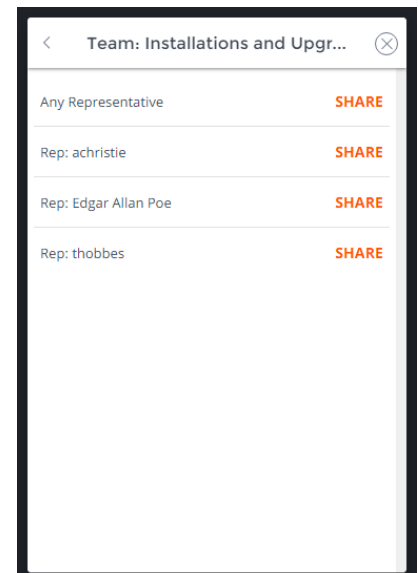 Team: Installations and Upgr...
Any Representative SHARE
Rep: achristie SHARE
Rep: Edgar Allan Poe SHARE
Rep: thobbes SHARE